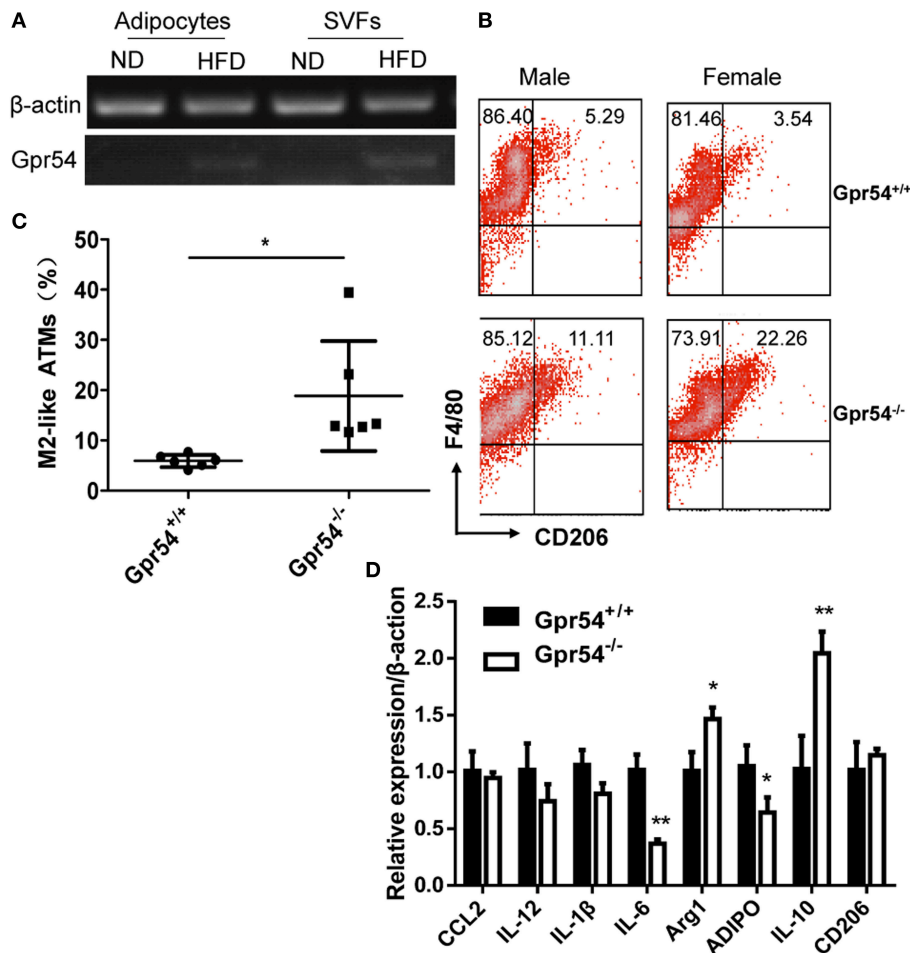 A
Adipocytes SVFs
ND HFD ND HFD
β-actin
Gpr54
B
Male Female
86.40 5.29 81.46 3.54
Gpr54+/+
85.12 11.11 73.91 22.26
Gpr54-/-
F4/80
CD206
C
M2-like ATMs (%)
50
40
30
20
10
0
*
Gpr54+/+ Gpr54-/-
D
Relative expression/β-action
2.5
2.0
1.5
1.0
0.5
0.0
Gpr54+/+
Gpr54-/-
** * * **
CCL2 IL-12 IL-1β IL-6 Arg1 ADIPO IL-10 CD206